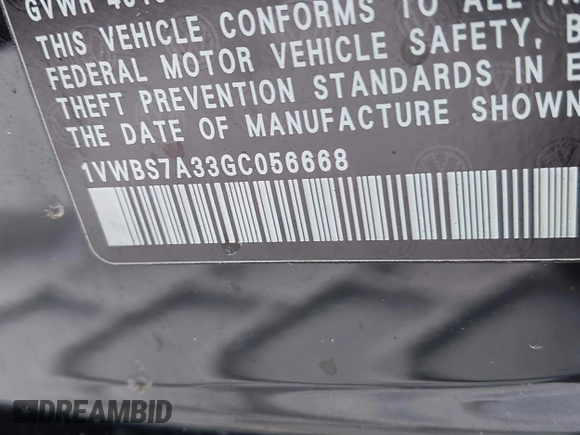 GVWR
THIS VEHICLE CONFORMS TO ALL
FEDERAL MOTOR VEHICLE SAFETY,
THEFT PREVENTION STANDARDS IN
THE DATE OF MANUFACTURE
1VWBS7A33GC056668
DREAMBID